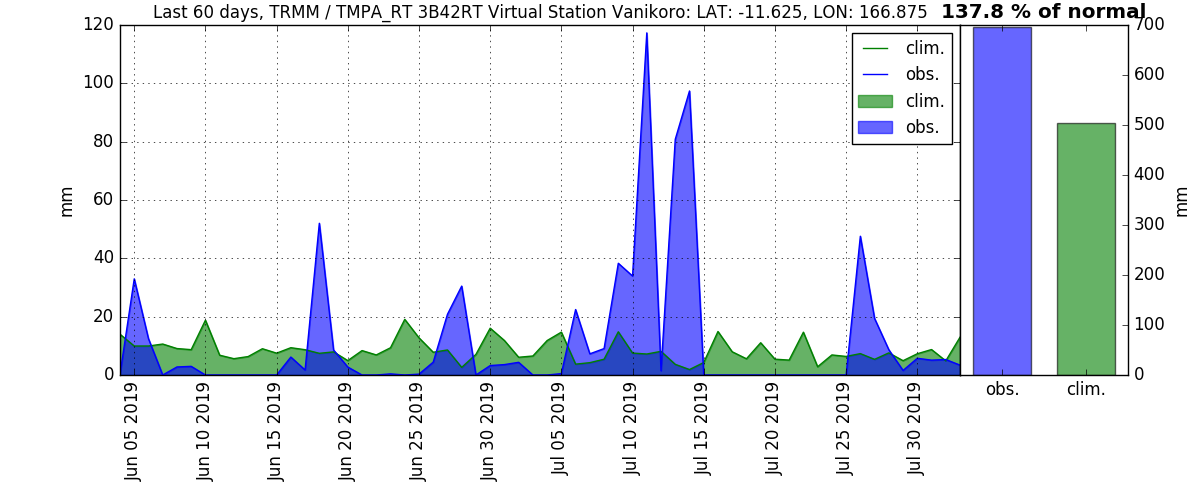 Last 60 days, TRMM / TMPA_RT 3B42RT Virtual Station Vanikoro: LAT: -11.625, LON: 166.875 137.8 % of normal
120
100
80
60
40
20
0
mm
clim.
obs.
clim.
obs.
700
600
500
400
300
200
100
0
mm
Jun 05 2019
Jun 10 2019
Jun 15 2019
Jun 20 2019
Jun 25 2019
Jun 30 2019
Jul 05 2019
Jul 10 2019
Jul 15 2019
Jul 20 2019
Jul 25 2019
Jul 30 2019
obs.
clim.